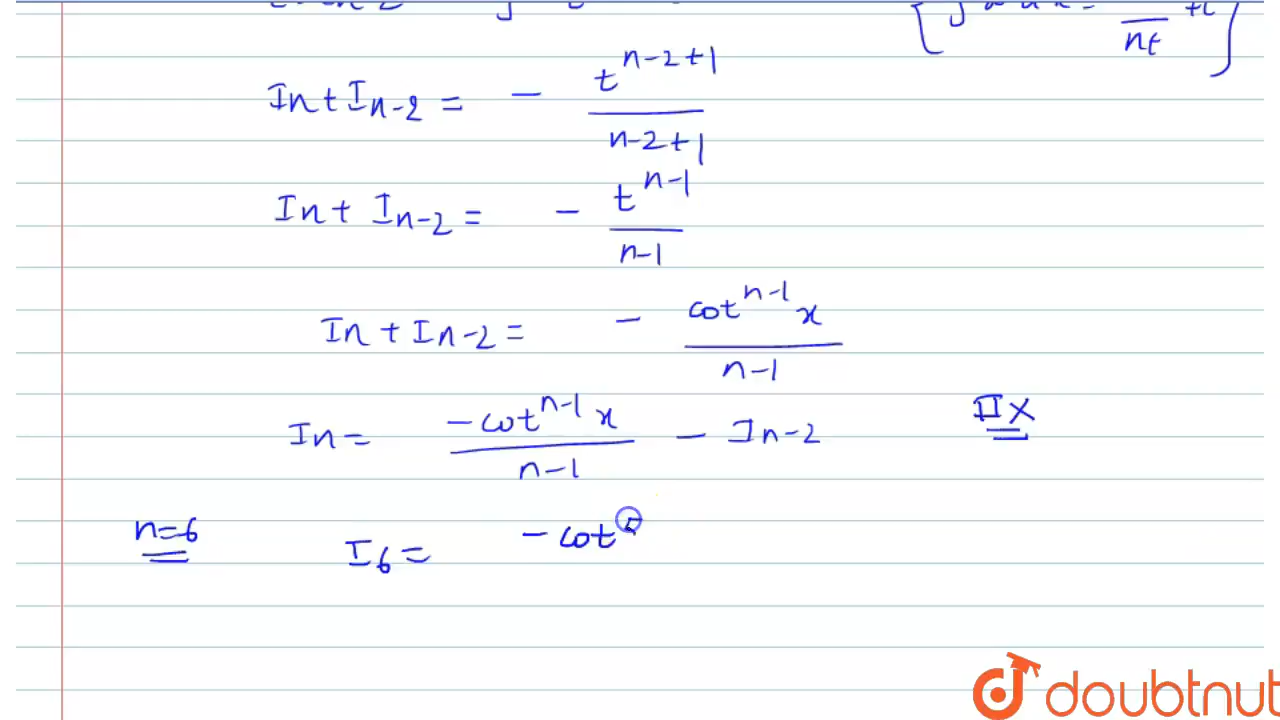 In + In-2 = - t^(n-2+1) / (n-2+1)
In + In-2 = - t^(n-1) / (n-1)
In + In-2 = - cot^(n-1) x / (n-1)
In = -cot^(n-1) x / (n-1) - In-2
n=6 I6 = - cot^5
doubtnut